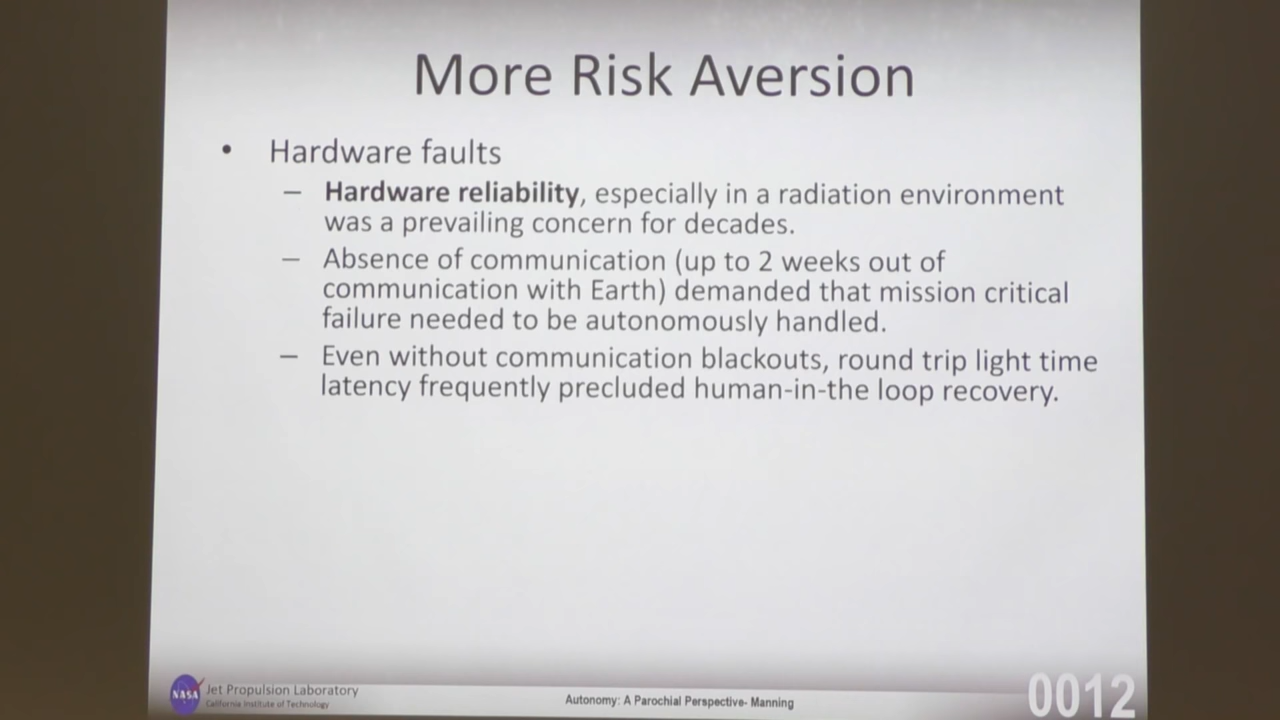 More Risk Aversion
• Hardware faults
– Hardware reliability, especially in a radiation environment
was a prevailing concern for decades.
– Absence of communication (up to 2 weeks out of
communication with Earth) demanded that mission critical
failure needed to be autonomously handled.
– Even without communication blackouts, round trip light time
latency frequently precluded human-in-the loop recovery.
NASA
Jet Propulsion Laboratory
California Institute of Technology
Autonomy: A Parochial Perspective- Manning
0012